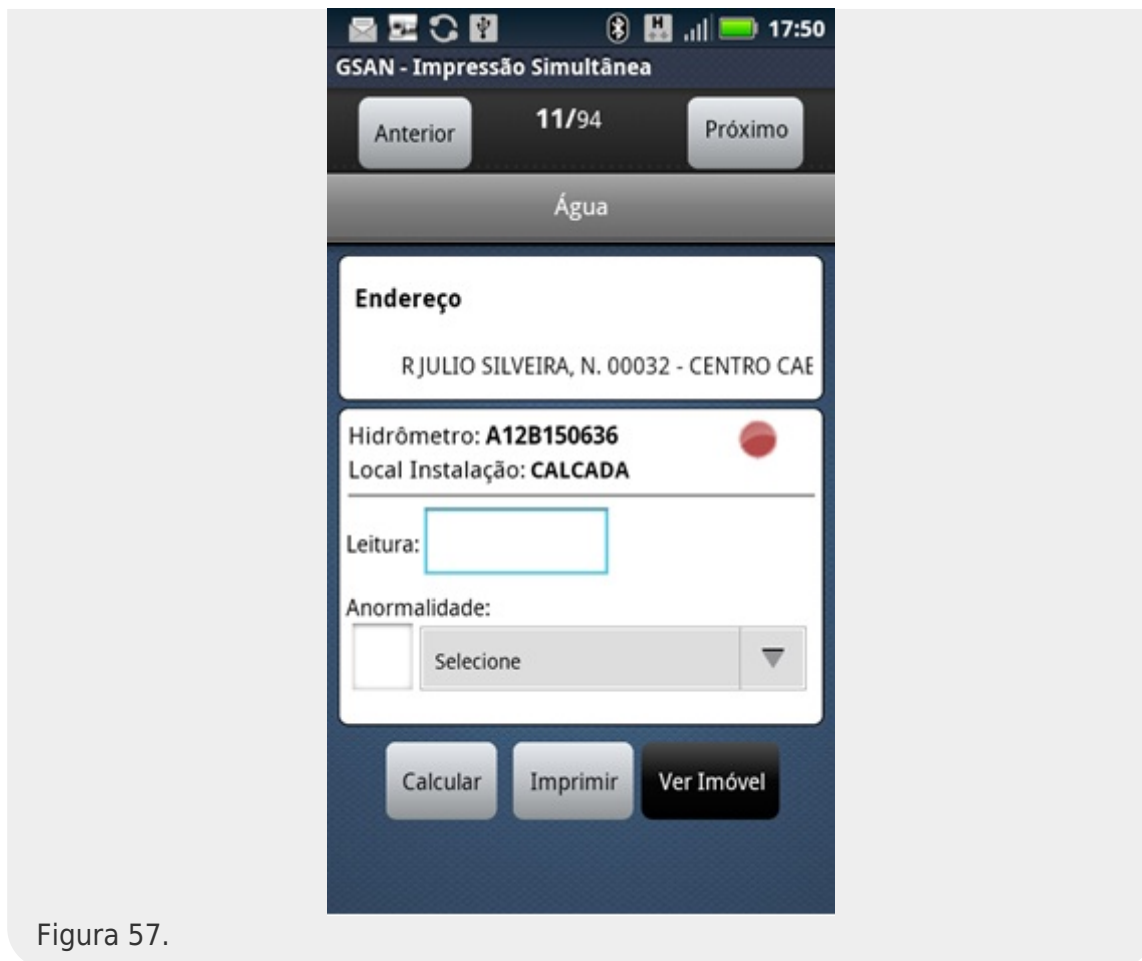 17:50
GSAN - Impressão Simultânea
Anterior 11/94 Próximo
Água
Endereço
R JULIO SILVEIRA, N. 00032 - CENTRO CAE
Hidrômetro: A12B150636
Local Instalação: CALCADA
Leitura:
Anormalidade:
Selecione
Calcular Imprimir Ver Imóvel
Figura 57.